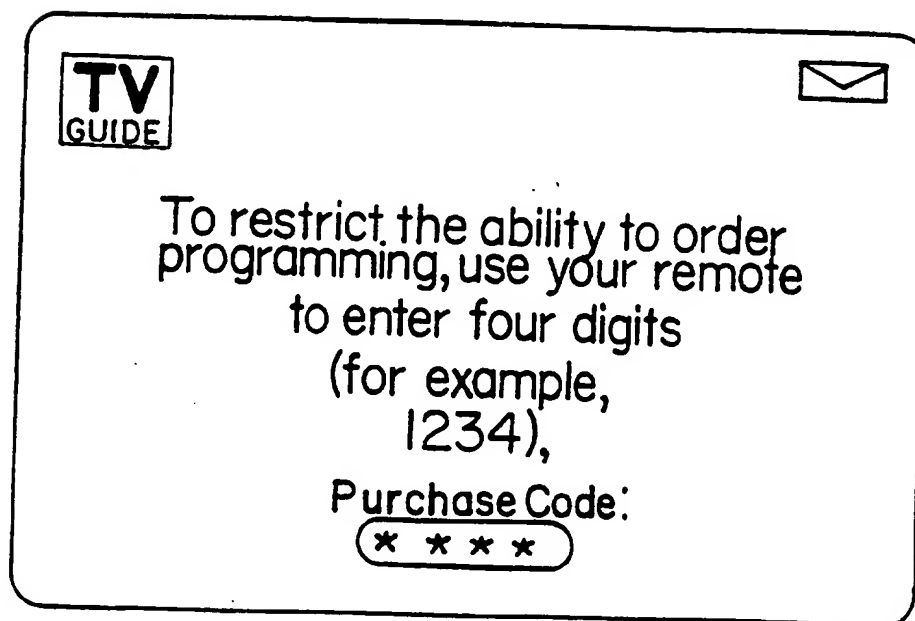 TV
GUIDE
To restrict the ability to order
programming, use your remote
to enter four digits
(for example,
1234),
Purchase Code:
* * * *